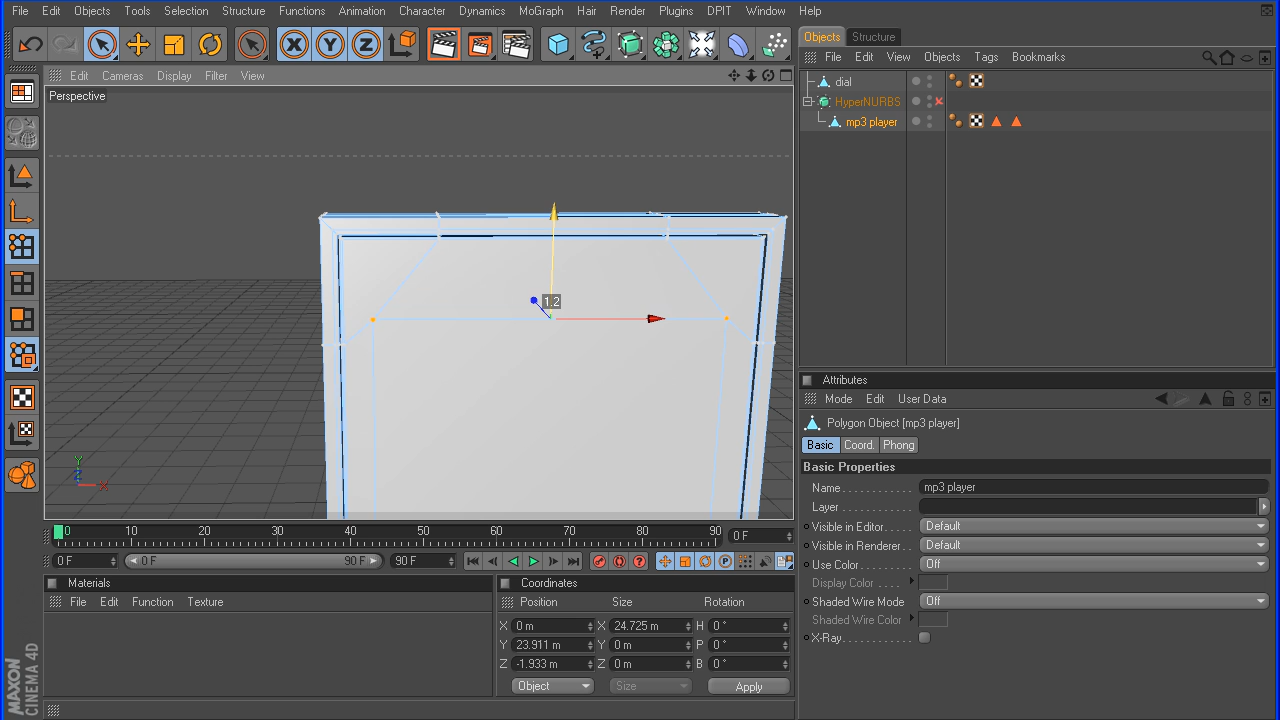 File Edit Objects Tools Selection Structure Functions Animation Character Dynamics MoGraph Hair Render Plugins DPIT Window Help
X Y Z
Edit Cameras Display Filter View
Perspective
1.2
Y
Z
X
0 10 20 30 40 50 60 70 80 90 0 F
0 F 0 F 90 F 90 F
Materials
File Edit Function Texture
Coordinates
Position Size Rotation
X 0 m X 24.725 m H 0 °
Y 23.911 m Y 0 m P 0 °
Z -1.933 m Z 0 m B 0 °
Object Size Apply
MAXON
CINEMA 4D
Objects Structure
File Edit View Objects Tags Bookmarks
dial
HyperNURBS
mp3 player
Attributes
Mode Edit User Data
Polygon Object [mp3 player]
Basic Coord. Phong
Basic Properties
Name . . . . . . . . . . mp3 player
Layer . . . . . . . . . .
Visible in Editor . . . . Default
Visible in Renderer . . Default
Use Color . . . . . . . . Off
Display Color . . . .
Shaded Wire Mode Off
Shaded Wire Color
X-Ray . . . . . . . . . .